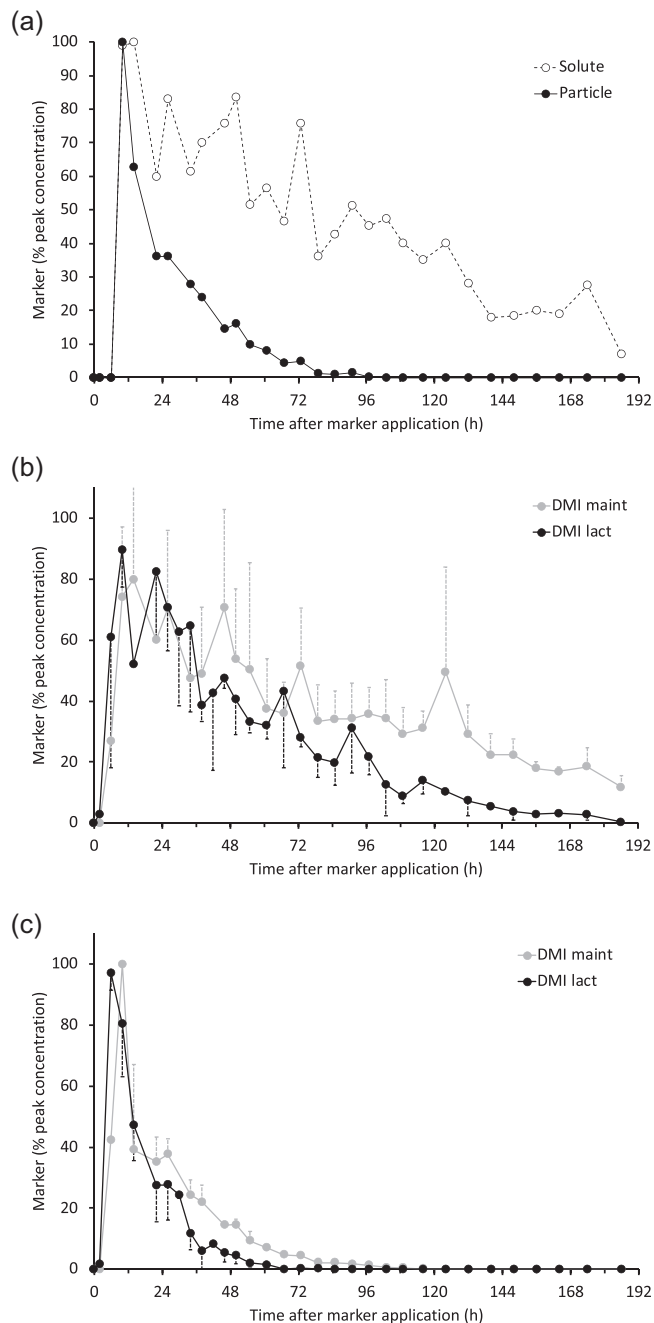 (a)
100
90
80
70
60
50
40
30
20
10
0
Marker (% peak concentration)
Solute
Particle
0 24 48 72 96 120 144 168 192
Time after marker application (h)
(b)
100
80
60
40
20
0
Marker (% peak concentration)
DMI maint
DMI lact
0 24 48 72 96 120 144 168 192
Time after marker application (h)
(c)
100
80
60
40
20
0
Marker (% peak concentration)
DMI maint
DMI lact
0 24 48 72 96 120 144 168 192
Time after marker application (h)